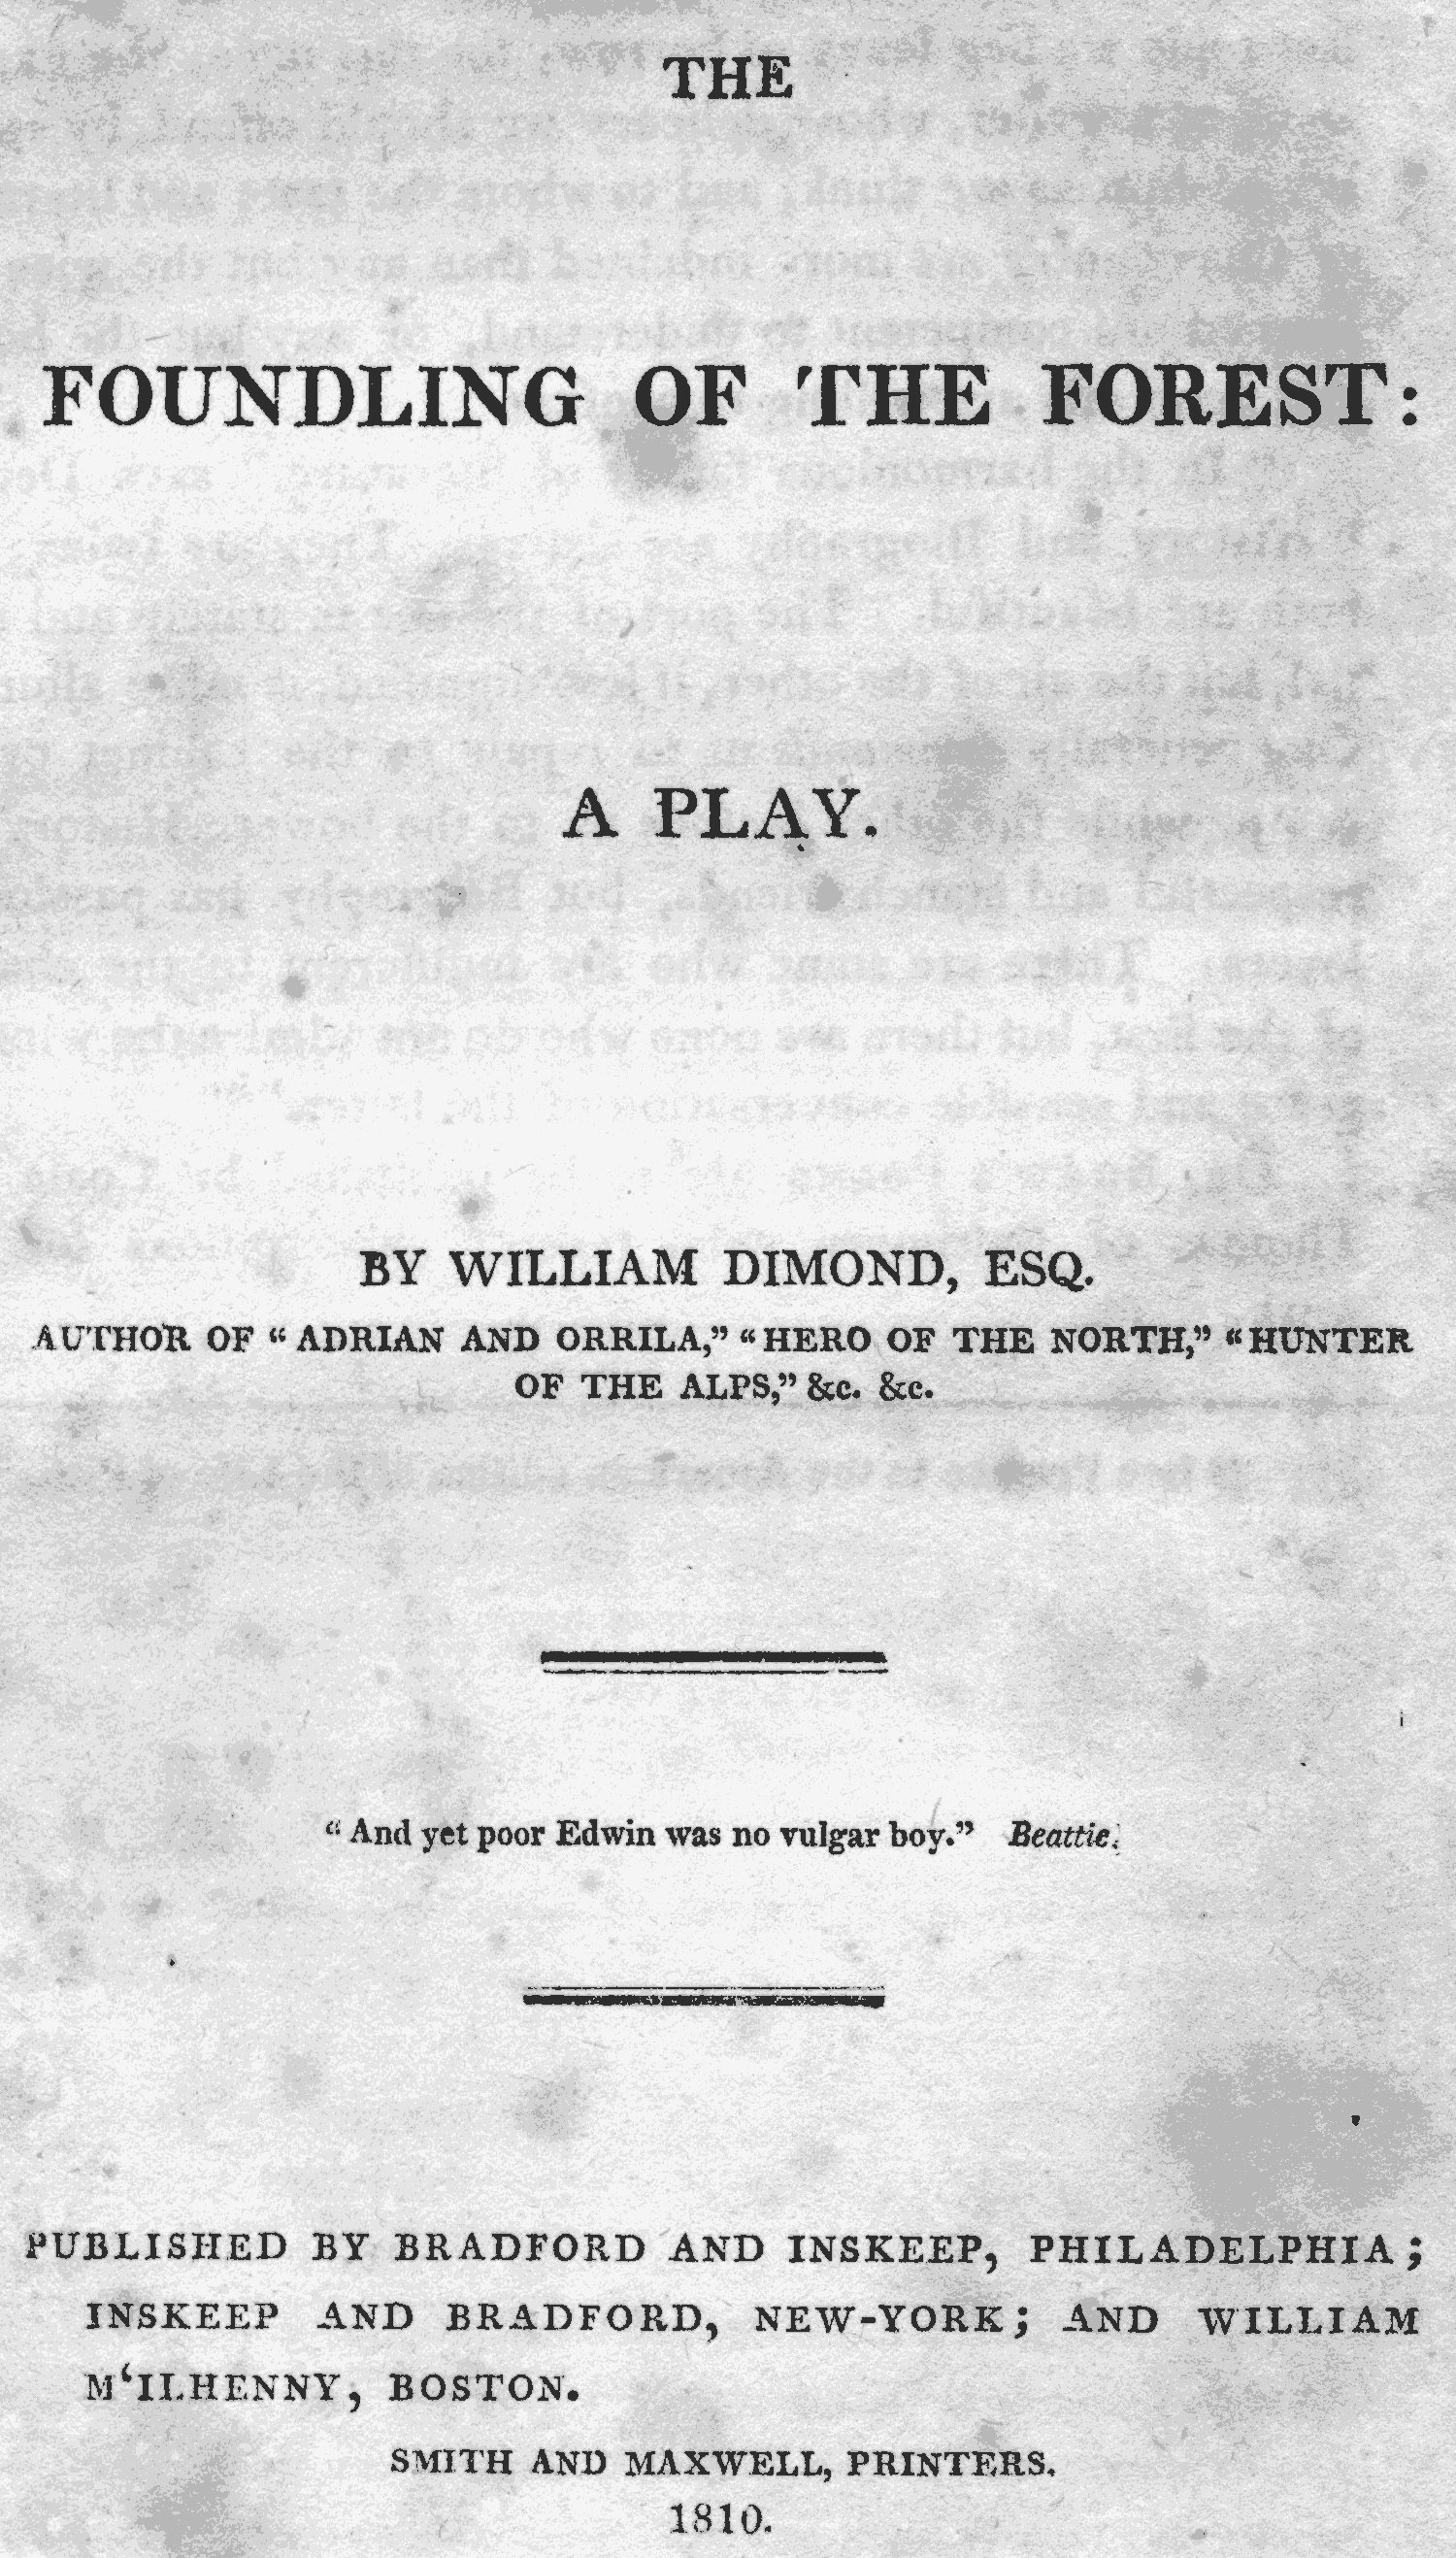 THE
FOUNDLING OF THE FOREST:
A PLAY.
BY WILLIAM DIMOND, ESQ.
AUTHOR OF “ADRIAN AND ORRILA,” “HERO OF THE NORTH,” “HUNTER
OF THE ALPS,” &c. &c.
“And yet poor Edwin was no vulgar boy.” Beattie.
PUBLISHED BY BRADFORD AND INSKEEP, PHILADELPHIA;
INSKEEP AND BRADFORD, NEW-YORK; AND WILLIAM
M‘ILHENNY, BOSTON.
SMITH AND MAXWELL, PRINTERS.
1810.